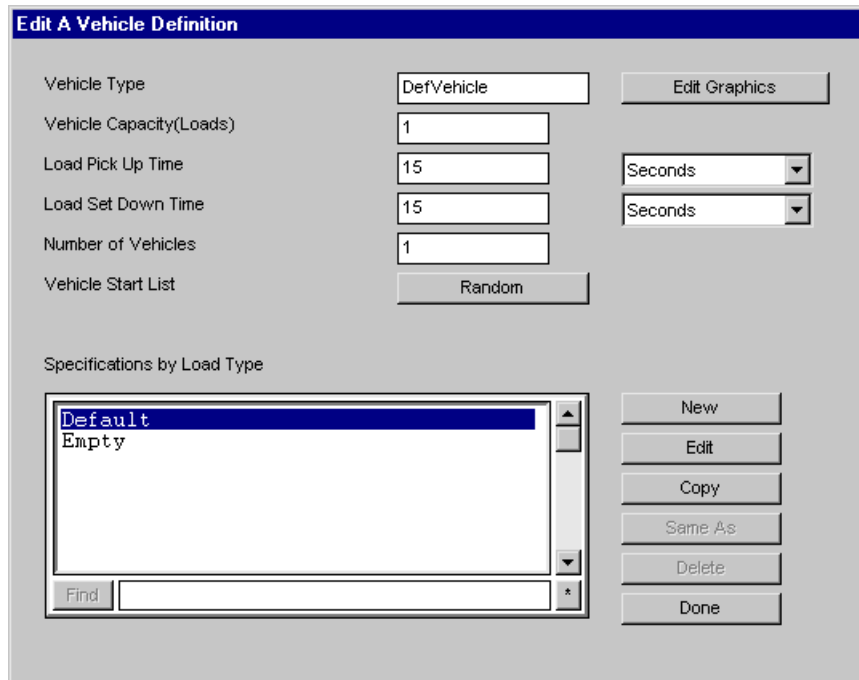 Edit A Vehicle Definition
Vehicle Type DefVehicle Edit Graphics
Vehicle Capacity(Loads) 1
Load Pick Up Time 15 Seconds
Load Set Down Time 15 Seconds
Number of Vehicles 1
Vehicle Start List Random
Specifications by Load Type
Default
Empty
New
Edit
Copy
Same As
Delete
Find *
Done